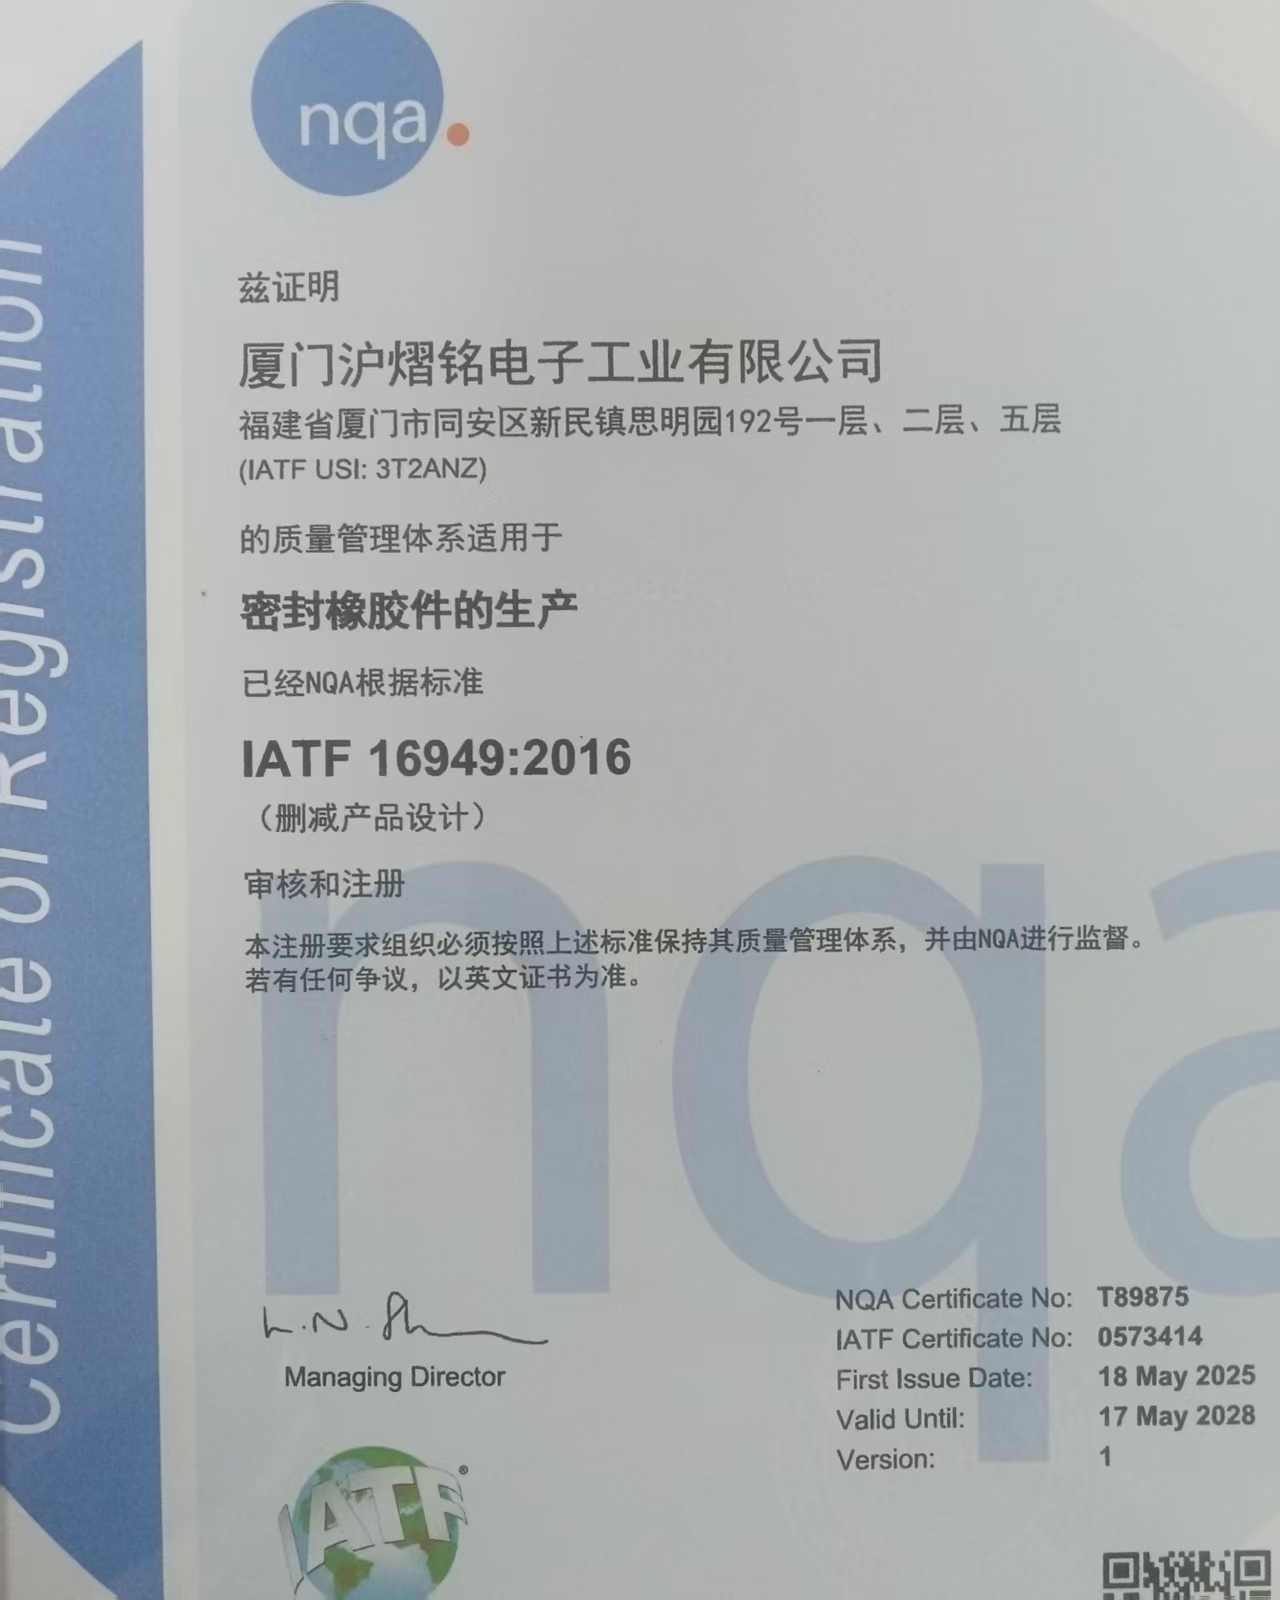 nqa.
Certificate of Registration
兹证明
厦门沪熠铭电子工业有限公司
福建省厦门市同安区新民镇思明园192号一层、二层、五层
(IATF USI: 3T2ANZ)
的质量管理体系适用于
密封橡胶件的生产
已经NQA根据标准
IATF 16949:2016
（删减产品设计）
审核和注册
本注册要求组织必须按照上述标准保持其质量管理体系，并由NQA进行监督。
若有任何争议，以英文证书为准。
nqa
Managing Director
NQA Certificate No: T89875
IATF Certificate No: 0573414
First Issue Date: 18 May 2025
Valid Until: 17 May 2028
Version: 1
IATF®